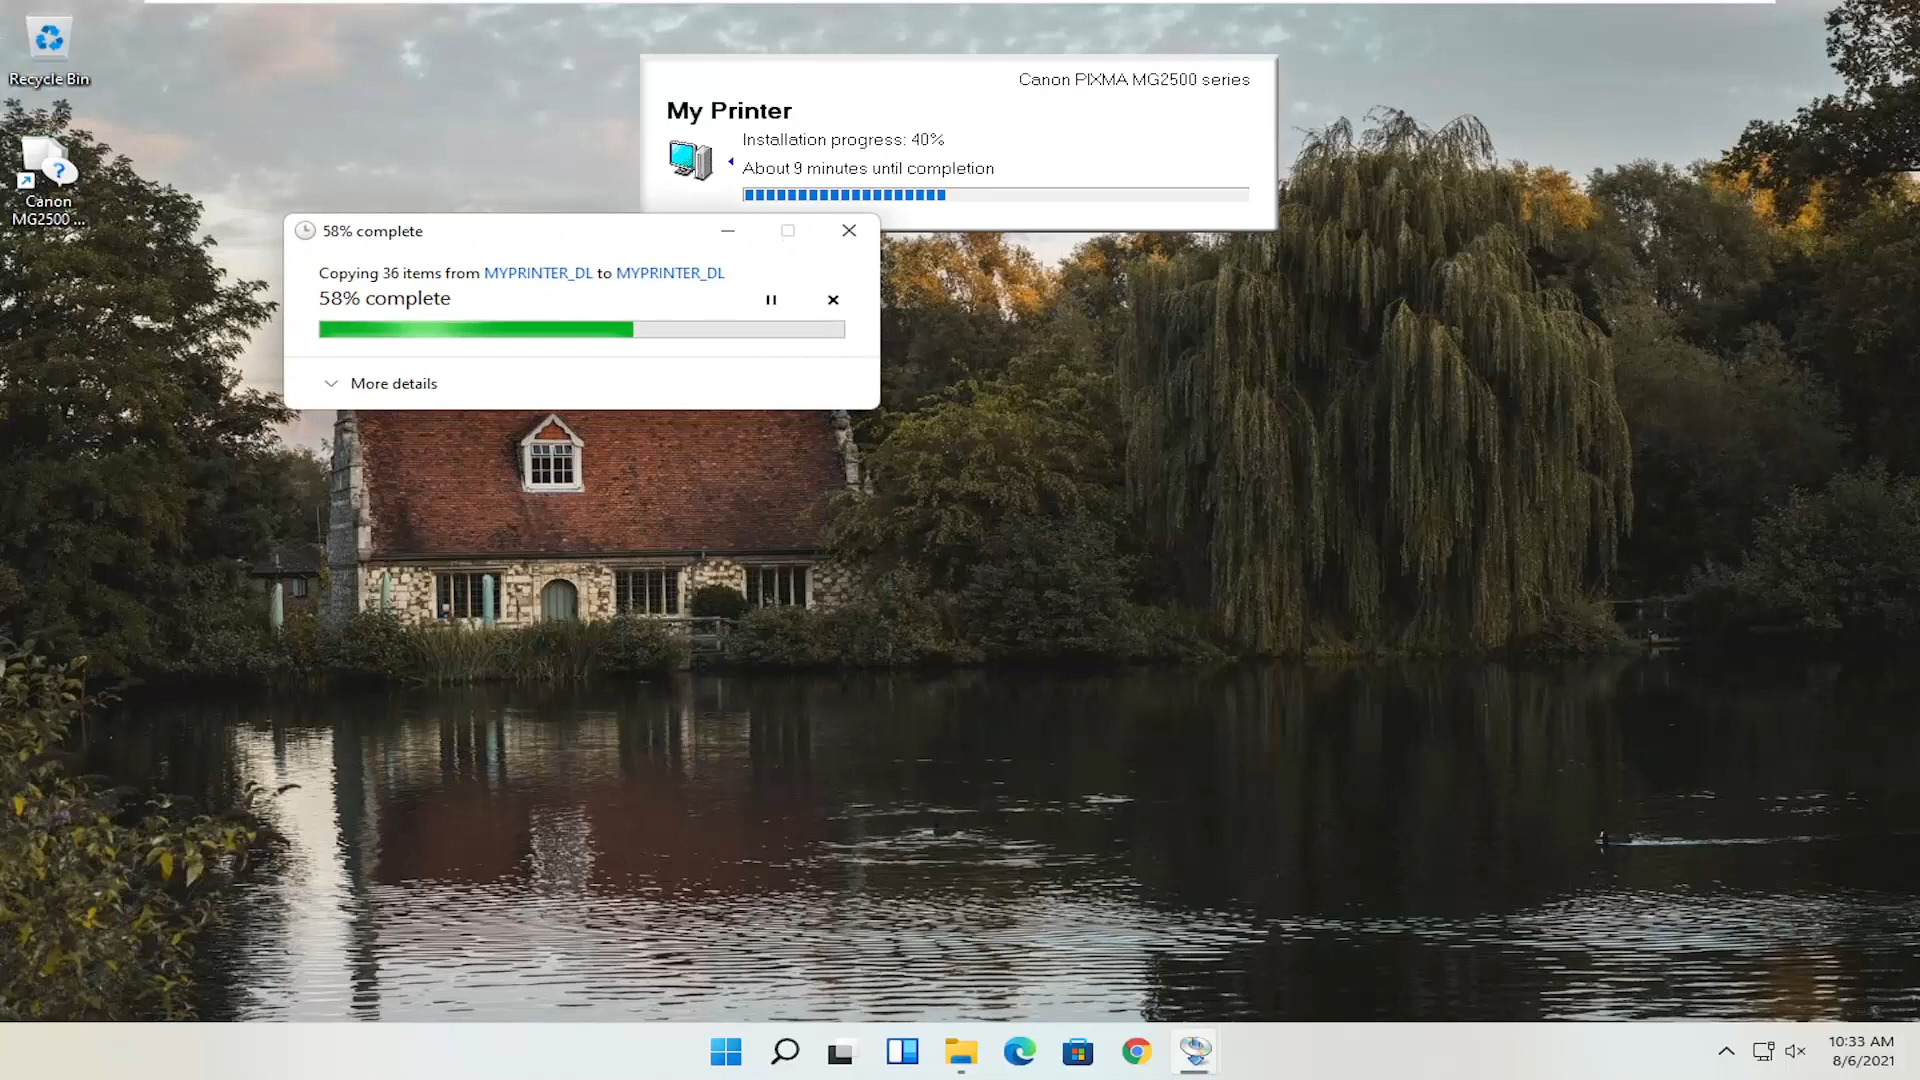 Recycle Bin
Canon
MG2500 ...
Canon PIXMA MG2500 series
My Printer
Installation progress: 40%
About 9 minutes until completion
58% complete
Copying 36 items from MYPRINTER_DL to MYPRINTER_DL
58% complete
More details
10:33 AM
8/6/2021